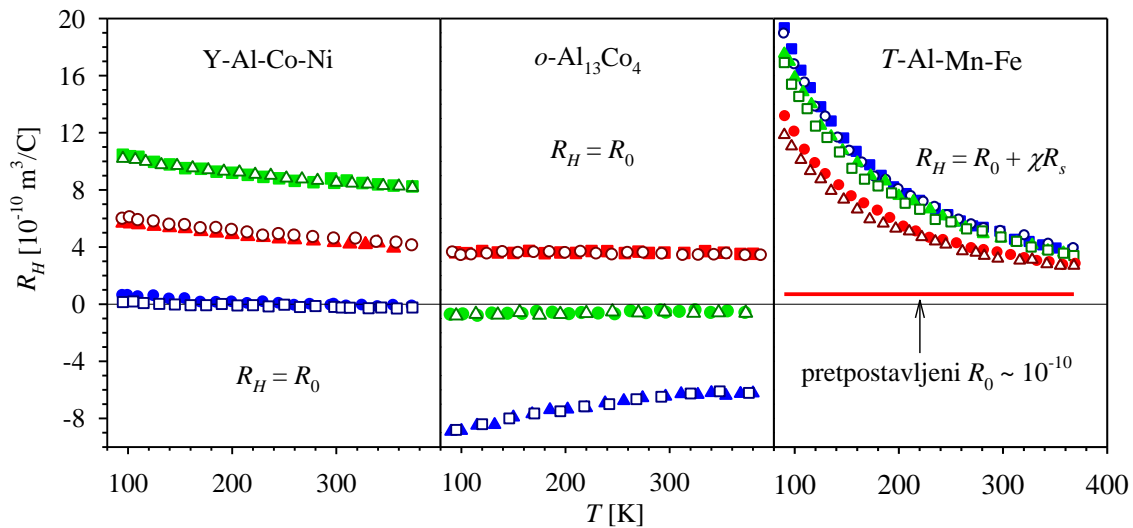 20
16
12
8
4
0
-4
-8
R_H [10^-10 m^3/C]
Y-Al-Co-Ni
R_H = R_0
o-Al_13Co_4
R_H = R_0
T-Al-Mn-Fe
R_H = R_0 + χR_s
pretpostavljeni R_0 ~ 10^-10
100 200 300 100 200 300 100 200 300 400
T [K]